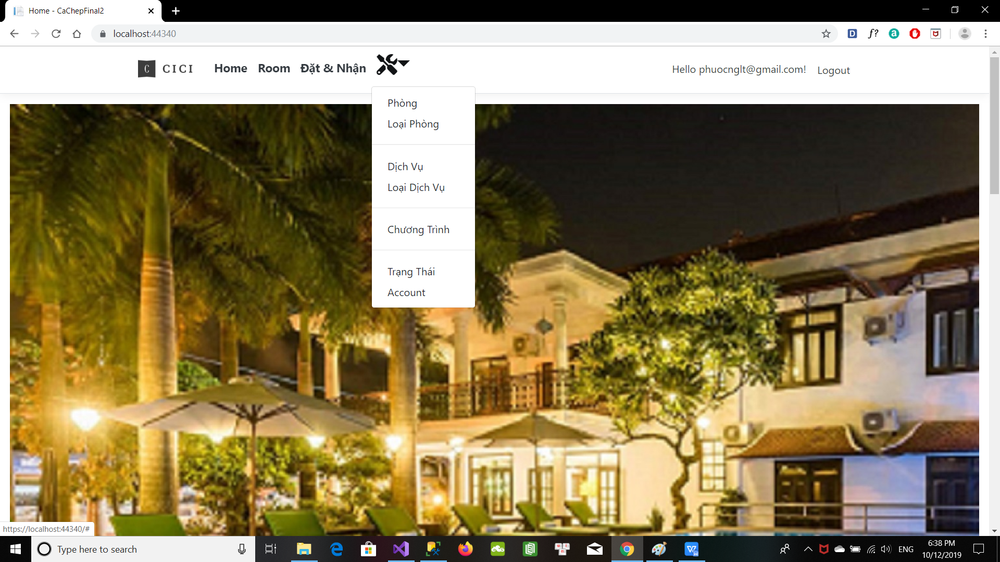 Home - CaChepFinal2
localhost:44340
C CICI Home Room Đặt & Nhận Hello phuocnglt@gmail.com! Logout
Phòng
Loại Phòng
Dịch Vụ
Loại Dịch Vụ
Chương Trình
Trạng Thái
Account
https://localhost:44340/#
Type here to search
ENG
6:38 PM
10/12/2019